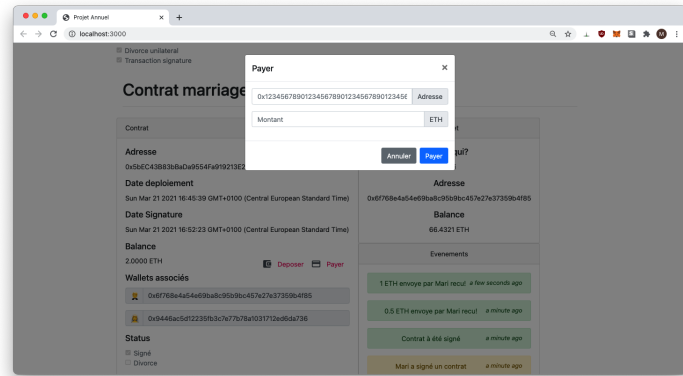 Projet Annuel
localhost:3000
Divorce unilateral
Transaction signature
Contrat marriage
Payer
0x12345678901234567890123456789012345 Adresse
Montant ETH
Annuler Payer
Contrat
Adresse
Date deploiement
Sun Mar 21 2021 16:45:39 GMT+0100 (Central European Standard Time)
Date Signature
Sun Mar 21 2021 16:52:23 GMT+0100 (Central European Standard Time)
Balance
2.0000 ETH
Deposer Payer
Wallets associés
0x6f768e4a54e69ba8c95b9bc457e27e37359b4f85
0x9446ac5d12235fb3c7e77b76a1031712ed6da736
Status
Signé
Divorce
qui?
Adresse
0x6f768e4a54e69ba8c95b9bc457e27e37359b4f85
Balance
66.4321 ETH
Evenements
1 ETH envoye par Mari recu! a few seconds ago
0.5 ETH envoye par Mari recu! a minute ago
Contrat à été signé a minute ago
Mari a signé un contrat a minute ago